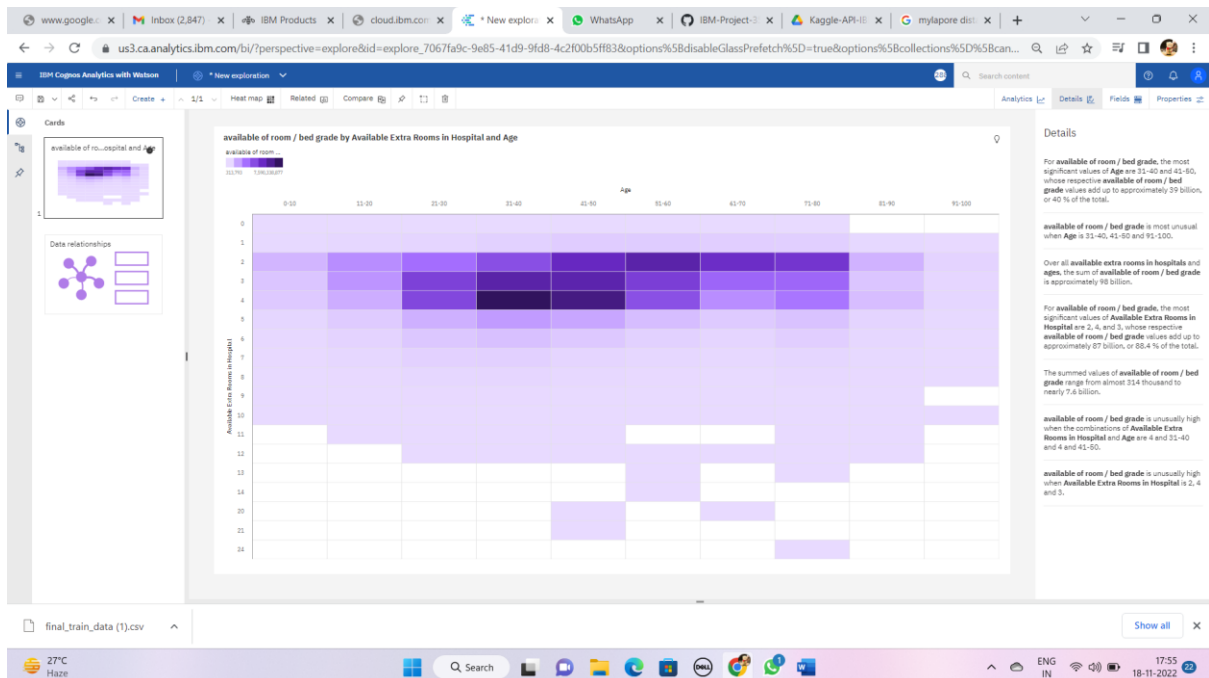 www.google.c
Inbox (2,847)
IBM Products
cloud.ibm.com
* New explora
WhatsApp
IBM-Project-3
Kaggle-API-IE
mylapore dist
us3.ca.analytics.ibm.com/bi/?perspective=explore&id=explore_7067fa9c-9e85-41d9-9fd8-4c2f00b5ff83&options%5BdisableGlassPrefetch%5D=true&options%5Bcollections%5D%5Bcan...
IBM Cognos Analytics with Watson
* New exploration
Search content
Create +
1/1
Heat map
Related
Compare
Analytics
Details
Fields
Properties
Cards
available of ro...ospital and Age
1
Data relationships
available of room / bed grade by Available Extra Rooms in Hospital and Age
available of room ...
Age
0-10 11-20 21-30 31-40 41-50 51-60 61-70 71-80 81-90 91-100
Available Extra Rooms in Hospital
0
1
2
3
4
5
6
7
8
9
10
11
12
13
14
20
21
24
Details
For available of room / bed grade, the most
significant values of Age are 31-40 and 41-50,
whose respective available of room / bed
grade values add up to approximately 39 billion,
or 40 % of the total.
available of room / bed grade is most unusual
when Age is 31-40, 41-50 and 91-100.
Over all available extra rooms in hospitals and
ages, the sum of available of room / bed grade
is approximately 98 billion.
For available of room / bed grade, the most
significant values of Available Extra Rooms in
Hospital are 2, 4, and 3, whose respective
available of room / bed grade values add up to
approximately 87 billion, or 88.4 % of the total.
The summed values of available of room / bed
grade range from almost 314 thousand to
nearly 7.6 billion.
available of room / bed grade is unusually high
when the combinations of Available Extra
Rooms in Hospital and Age are 4 and 31-40
and 4 and 41-50.
available of room / bed grade is unusually high
when Available Extra Rooms in Hospital is 2, 4
and 3.
final_train_data (1).csv
Show all
27°C
Haze
Search
DELL
1
ENG
IN
17:55
18-11-2022
22